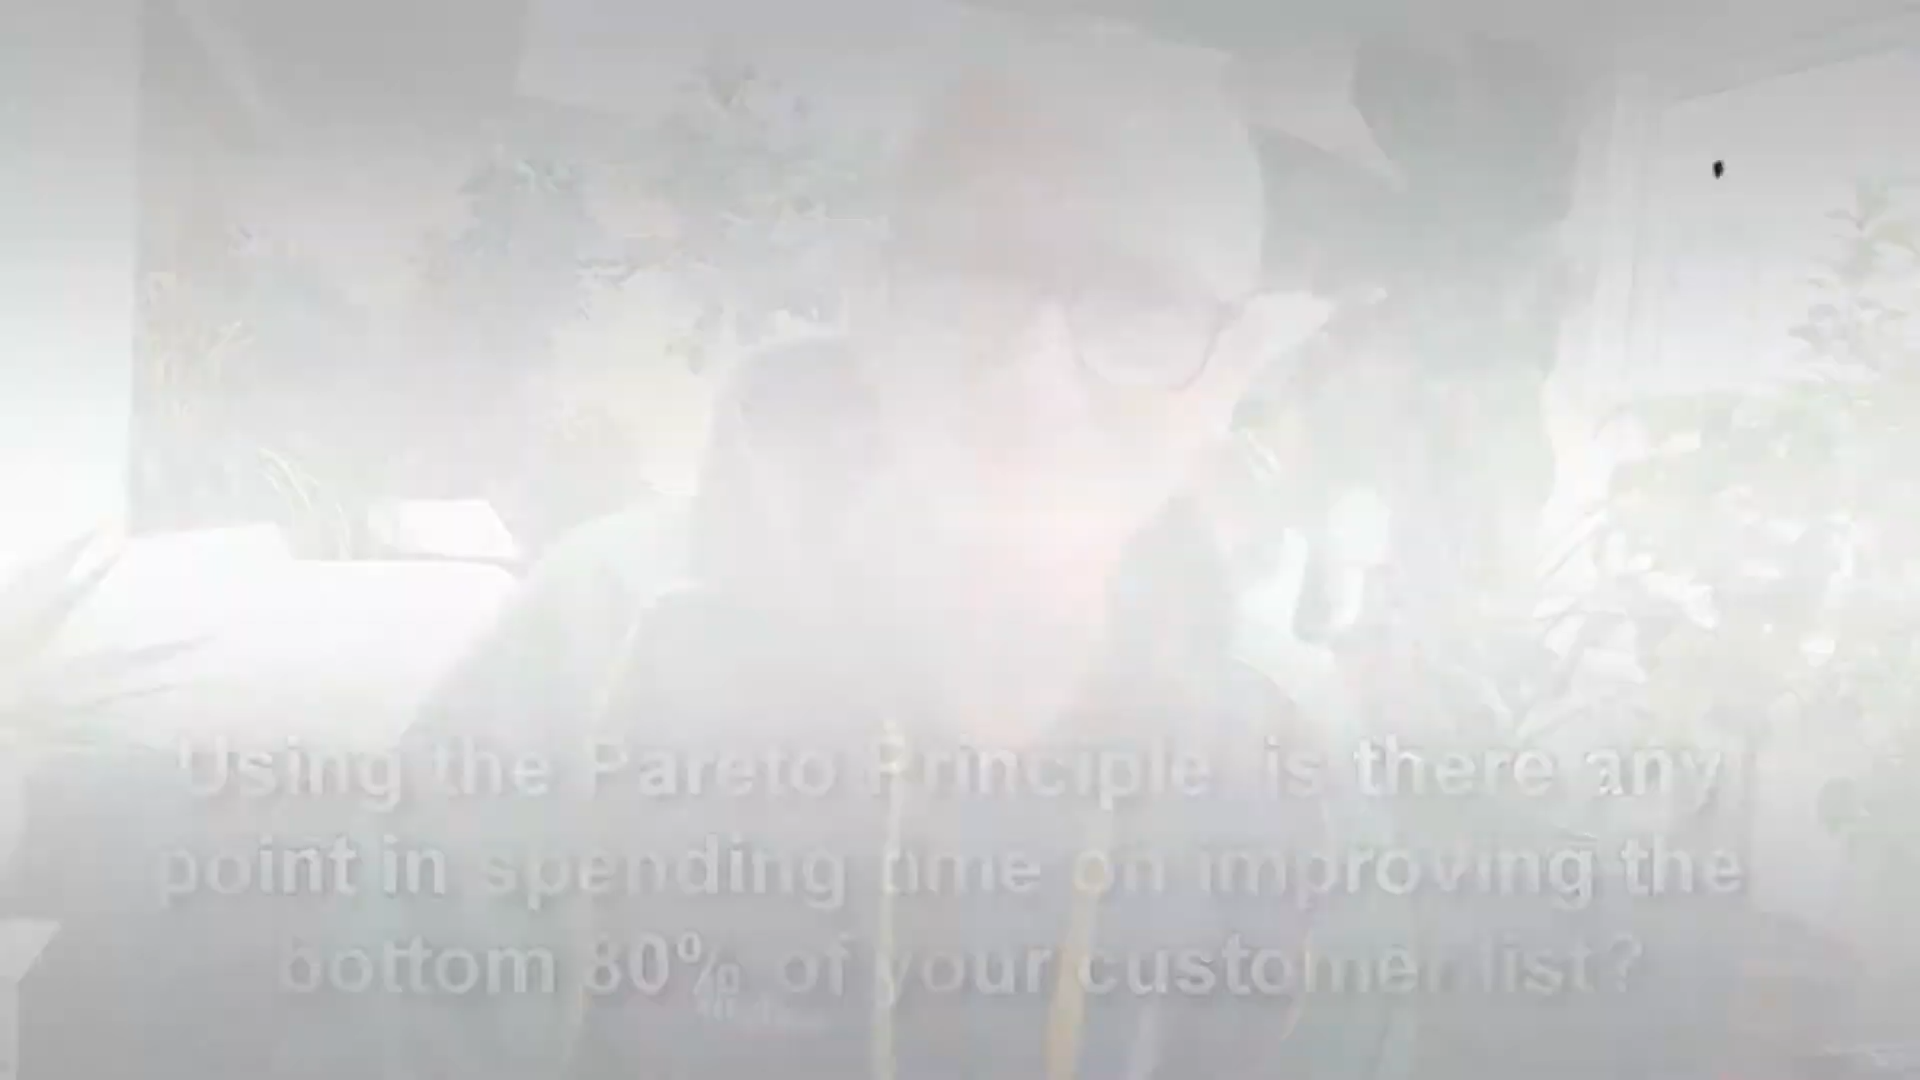 Using the Pareto Principle is there any
point in spending time on improving the
bottom 80% of your customer list?